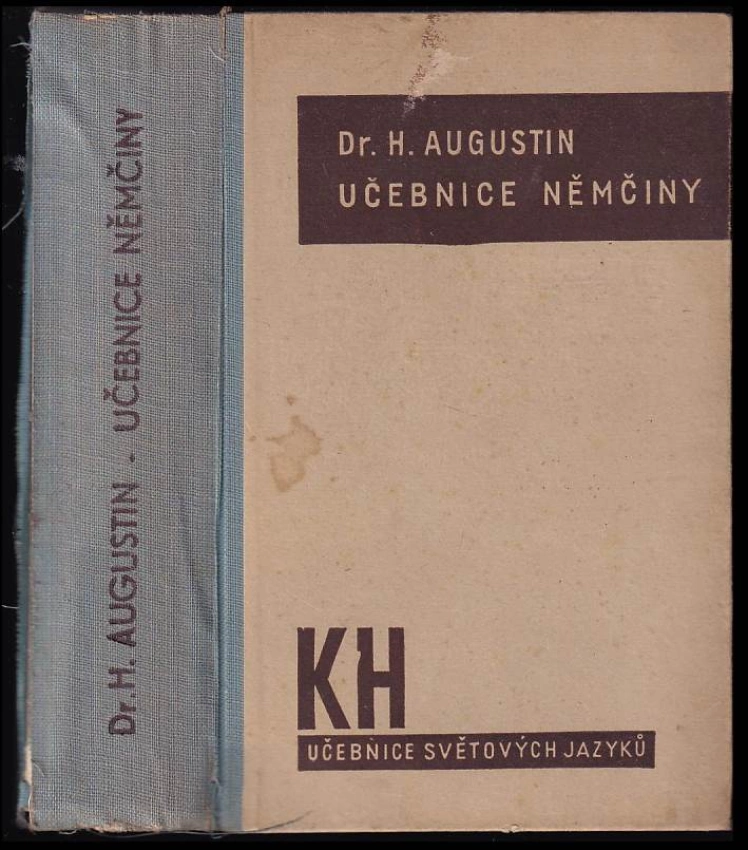 Dr. H. AUGUSTIN - UČEBNICE NĚMČINY
Dr. H. AUGUSTIN
UČEBNICE NĚMČINY
KH
UČEBNICE SVĚTOVÝCH JAZYKŮ